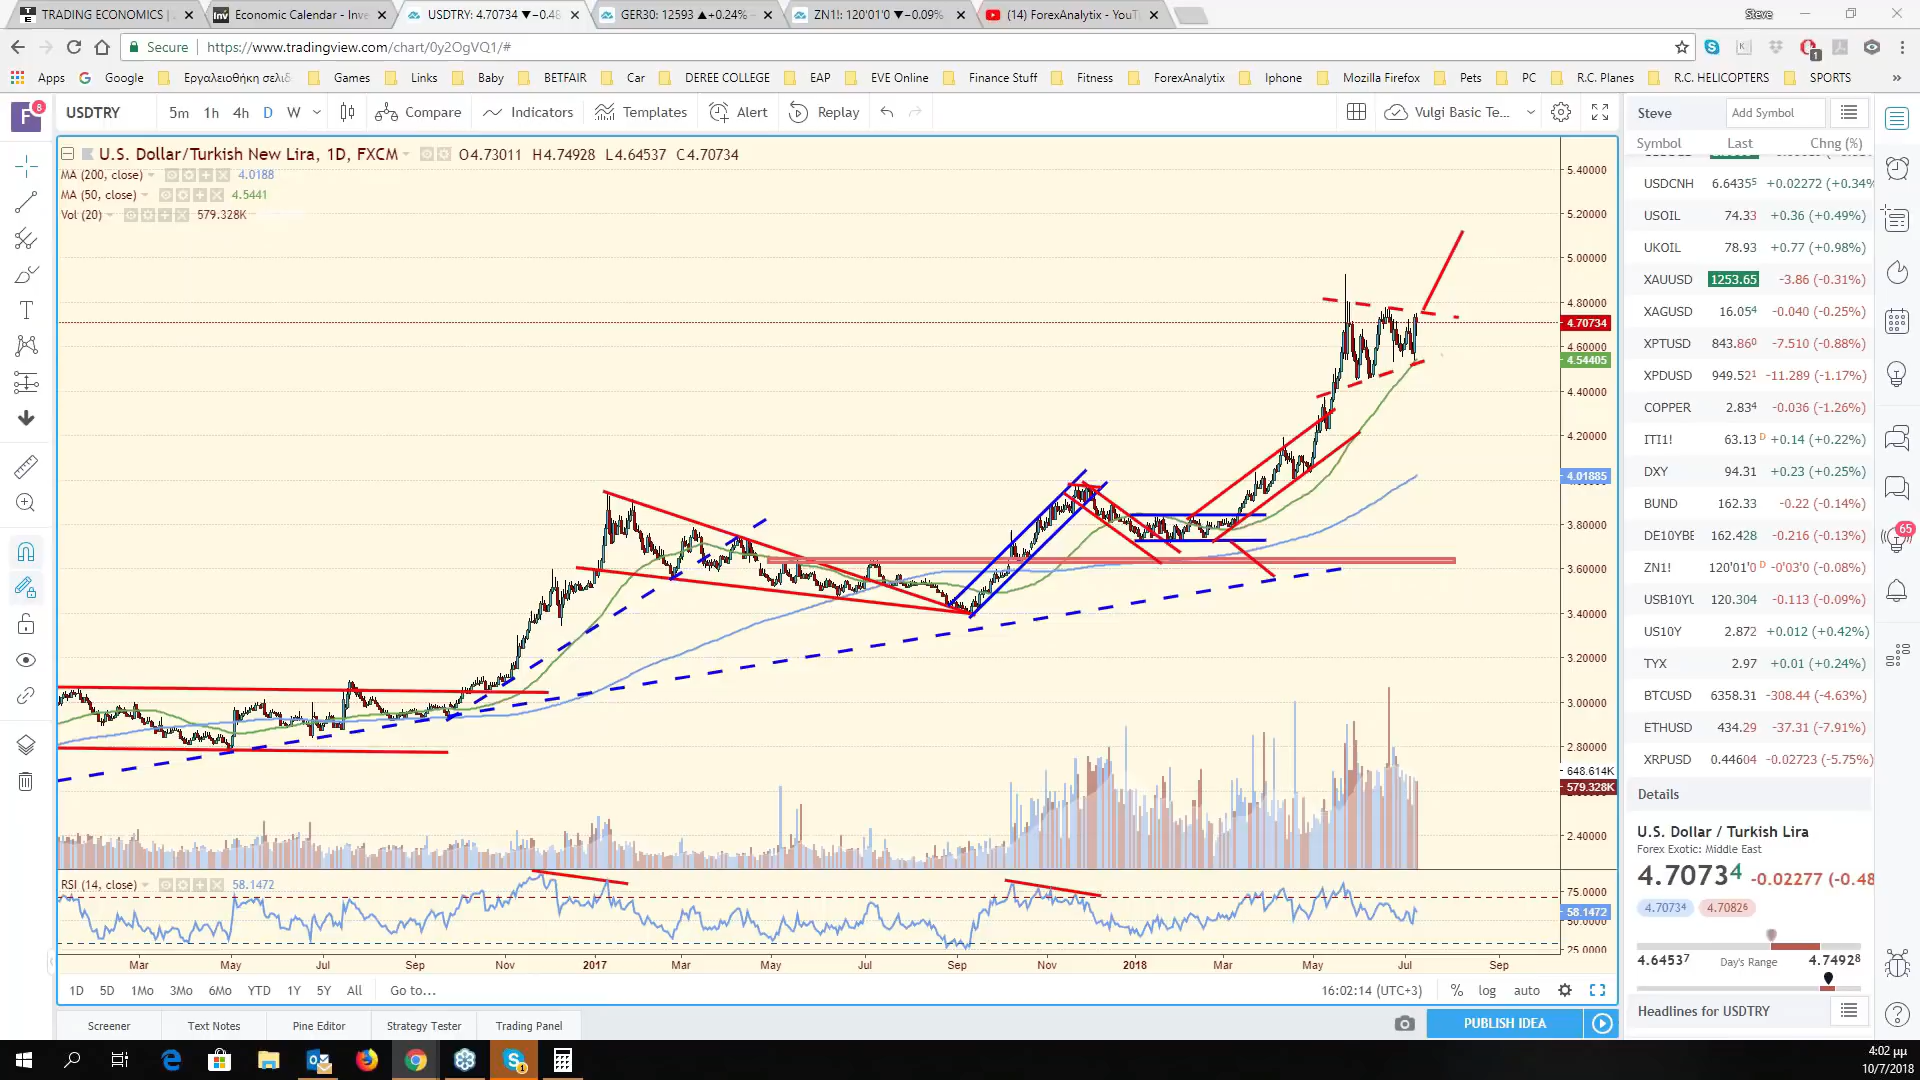 TRADING ECONOMICS |
Economic Calendar - Inve
USDTRY: 4.70734 ▼−0.48
GER30: 12593 ▲+0.24% −
ZN1!: 120'01'0 ▼−0.09%
(14) ForexAnalytix - YouT
Steve
Secure
https://www.tradingview.com/chart/0y2OgVQ1/#
K
1
Apps
Google
Εργαλειοθήκη σελιδ
Games
Links
Baby
BETFAIR
Car
DEREE COLLEGE
EAP
EVE Online
Finance Stuff
Fitness
ForexAnalytix
Iphone
Mozilla Firefox
Pets
PC
R.C. Planes
R.C. HELICOPTERS
SPORTS
»
F
8
USDTRY
5m
1h
4h
D
W
Compare
Indicators
Templates
Alert
Replay
Vulgi Basic Te...
U.S. Dollar/Turkish New Lira, 1D, FXCM
O4.73011 H4.74928 L4.64537 C4.70734
MA (200, close)
4.0188
MA (50, close)
4.5441
Vol (20)
579.328K
5.40000
5.20000
5.00000
4.80000
4.70734
4.60000
4.54405
4.40000
4.20000
4.01885
3.80000
3.60000
3.40000
3.20000
3.00000
2.80000
648.614K
579.328K
2.40000
RSI (14, close)
58.1472
75.0000
58.1472
25.0000
Mar
May
Jul
Sep
Nov
2017
Mar
May
Jul
Sep
Nov
2018
Mar
May
Jul
Sep
1D
5D
1Mo
3Mo
6Mo
YTD
1Y
5Y
All
Go to...
16:02:14 (UTC+3)
%
log
auto
Screener
Text Notes
Pine Editor
Strategy Tester
Trading Panel
PUBLISH IDEA
Steve
Add Symbol
Symbol Last Chng (%)
USDCNH 6.6435⁵ +0.02272 (+0.34%
USOIL 74.33 +0.36 (+0.49%)
UKOIL 78.93 +0.77 (+0.98%)
XAUUSD 1253.65 -3.86 (-0.31%)
XAGUSD 16.05⁴ -0.040 (-0.25%)
XPTUSD 843.86⁰ -7.510 (-0.88%)
XPDUSD 949.52¹ -11.289 (-1.17%)
COPPER 2.83⁴ -0.036 (-1.26%)
ITI1! 63.13 D +0.14 (+0.22%)
DXY 94.31 +0.23 (+0.25%)
BUND 162.33 -0.22 (-0.14%)
DE10YBE 162.428 -0.216 (-0.13%)
ZN1! 120'01'0 D -0'03'0 (-0.08%)
USB10YU 120.304 -0.113 (-0.09%)
US10Y 2.872 +0.012 (+0.42%)
TYX 2.97 +0.01 (+0.24%)
BTCUSD 6358.31 -308.44 (-4.63%)
ETHUSD 434.29 -37.31 (-7.91%)
XRPUSD 0.44604 -0.02723 (-5.75%)
Details
U.S. Dollar / Turkish Lira
Forex Exotic: Middle East
4.7073⁴ -0.02277 (-0.48
4.7073⁴
4.7082⁶
4.6453⁷ Day's Range 4.7492⁸
Headlines for USDTRY
65
1
4:02 μμ
10/7/2018